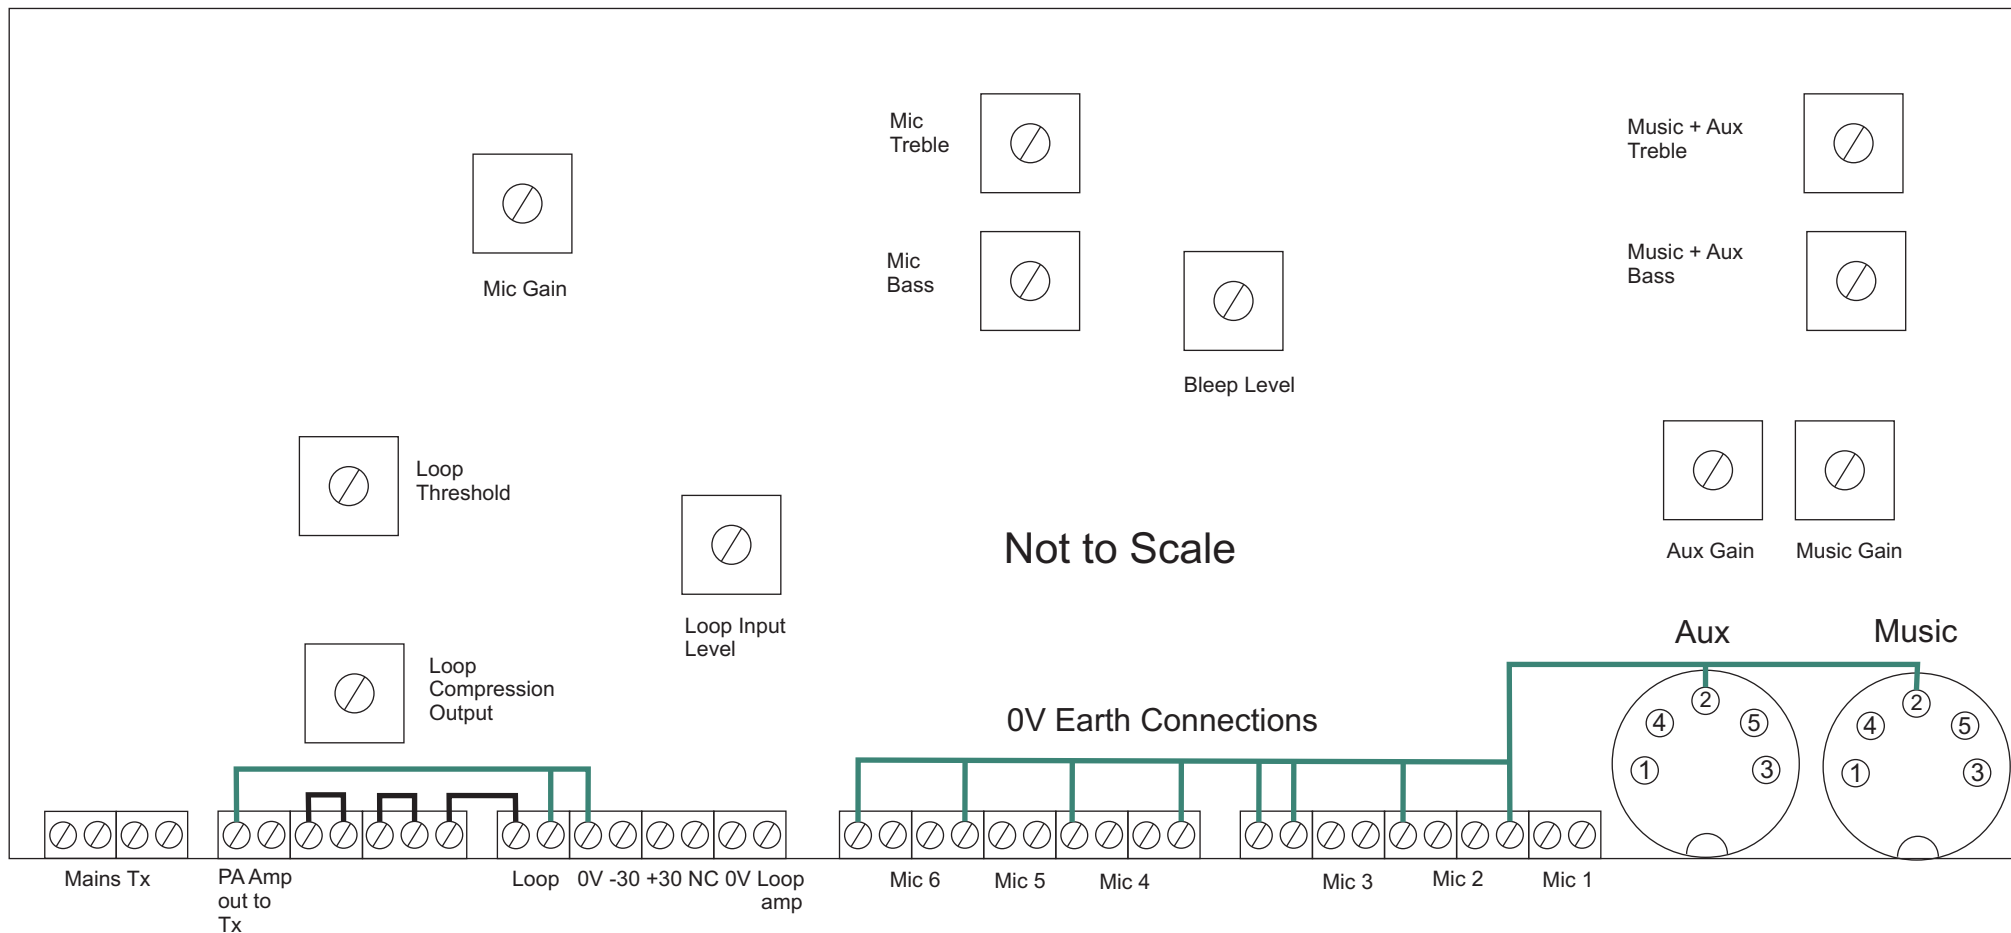 Mic
Treble
Music + Aux
Treble
Mic Gain
Mic
Bass
Music + Aux
Bass
Bleep Level
Loop
Threshold
Not to Scale
Aux Gain
Music Gain
Loop Input
Level
Loop
Compression
Output
Aux
Music
0V Earth Connections
2
4
5
1
3
2
4
5
1
3
Mains Tx
PA Amp
out to
Tx
Loop
0V -30 +30 NC 0V Loop
amp
Mic 6
Mic 5
Mic 4
Mic 3
Mic 2
Mic 1